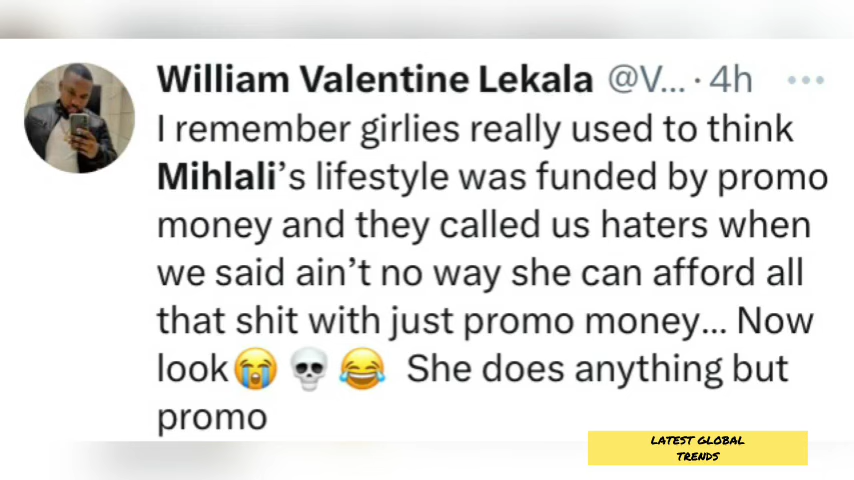 William Valentine Lekala @V... · 4h ...
I remember girlies really used to think
Mihlali's lifestyle was funded by promo
money and they called us haters when
we said ain't no way she can afford all
that shit with just promo money... Now
look😭 💀 😂 She does anything but
promo
LATEST GLOBAL
TRENDS